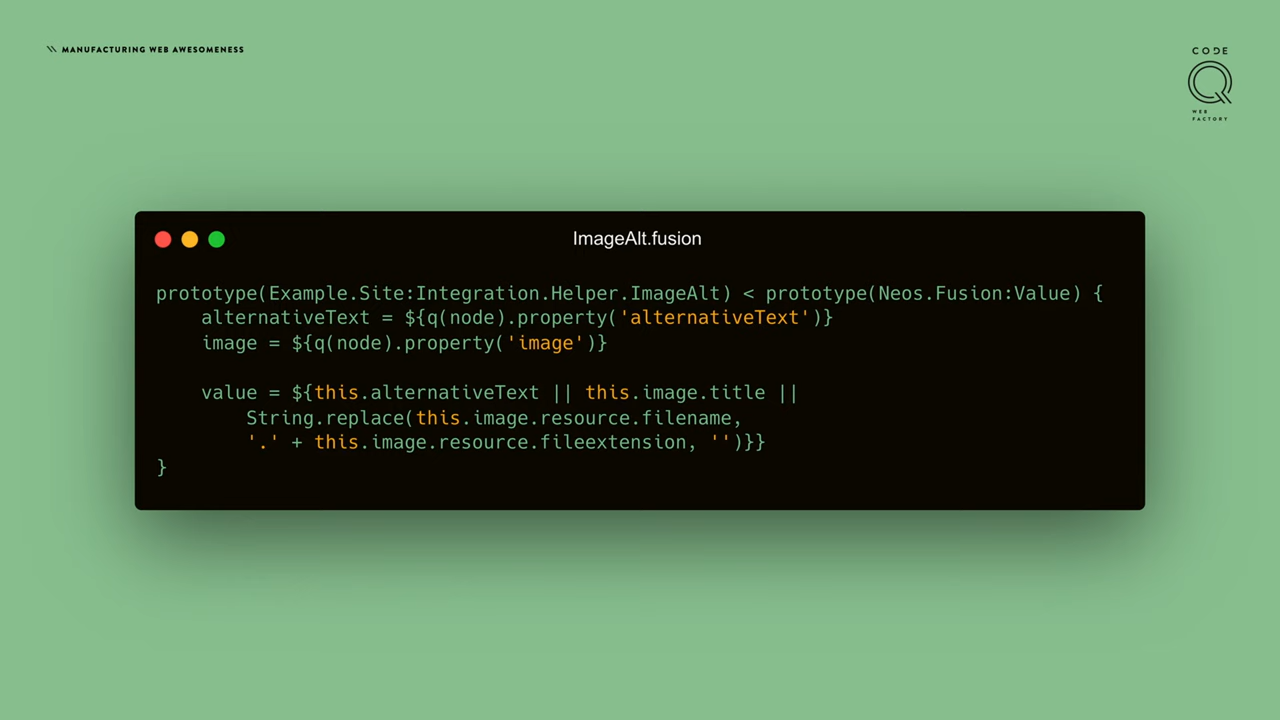 \\ MANUFACTURING WEB AWESOMENESS
CODE
Q
WEB
FACTORY
ImageAlt.fusion
prototype(Example.Site:Integration.Helper.ImageAlt) < prototype(Neos.Fusion:Value) {
    alternativeText = ${q(node).property('alternativeText')}
    image = ${q(node).property('image')}
    value = ${this.alternativeText || this.image.title ||
        String.replace(this.image.resource.filename,
        '.' + this.image.resource.fileextension, '')}}
}